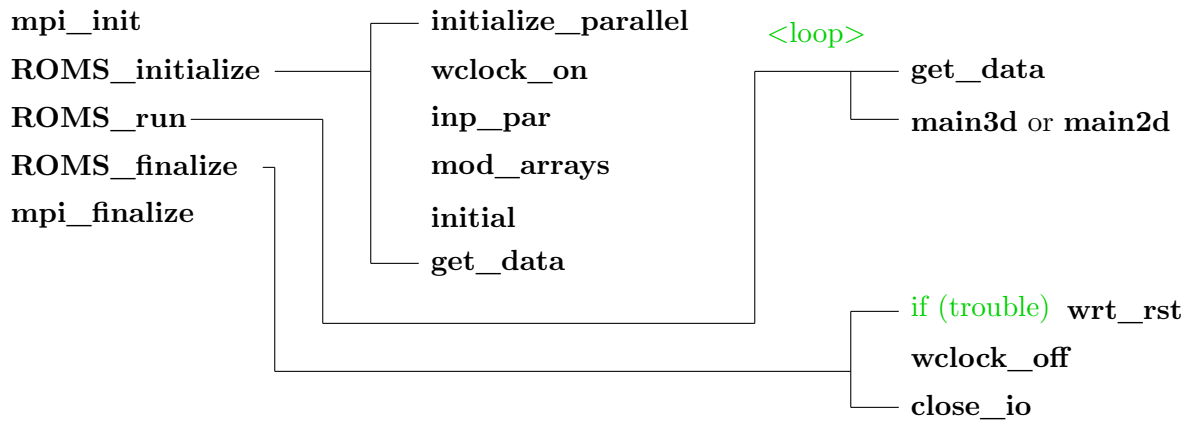 mpi_init
ROMS_initialize
ROMS_run
ROMS_finalize
mpi_finalize
initialize_parallel
wclock_on
inp_par
mod_arrays
initial
get_data
<loop>
get_data
main3d or main2d
if (trouble) wrt_rst
wclock_off
close_io